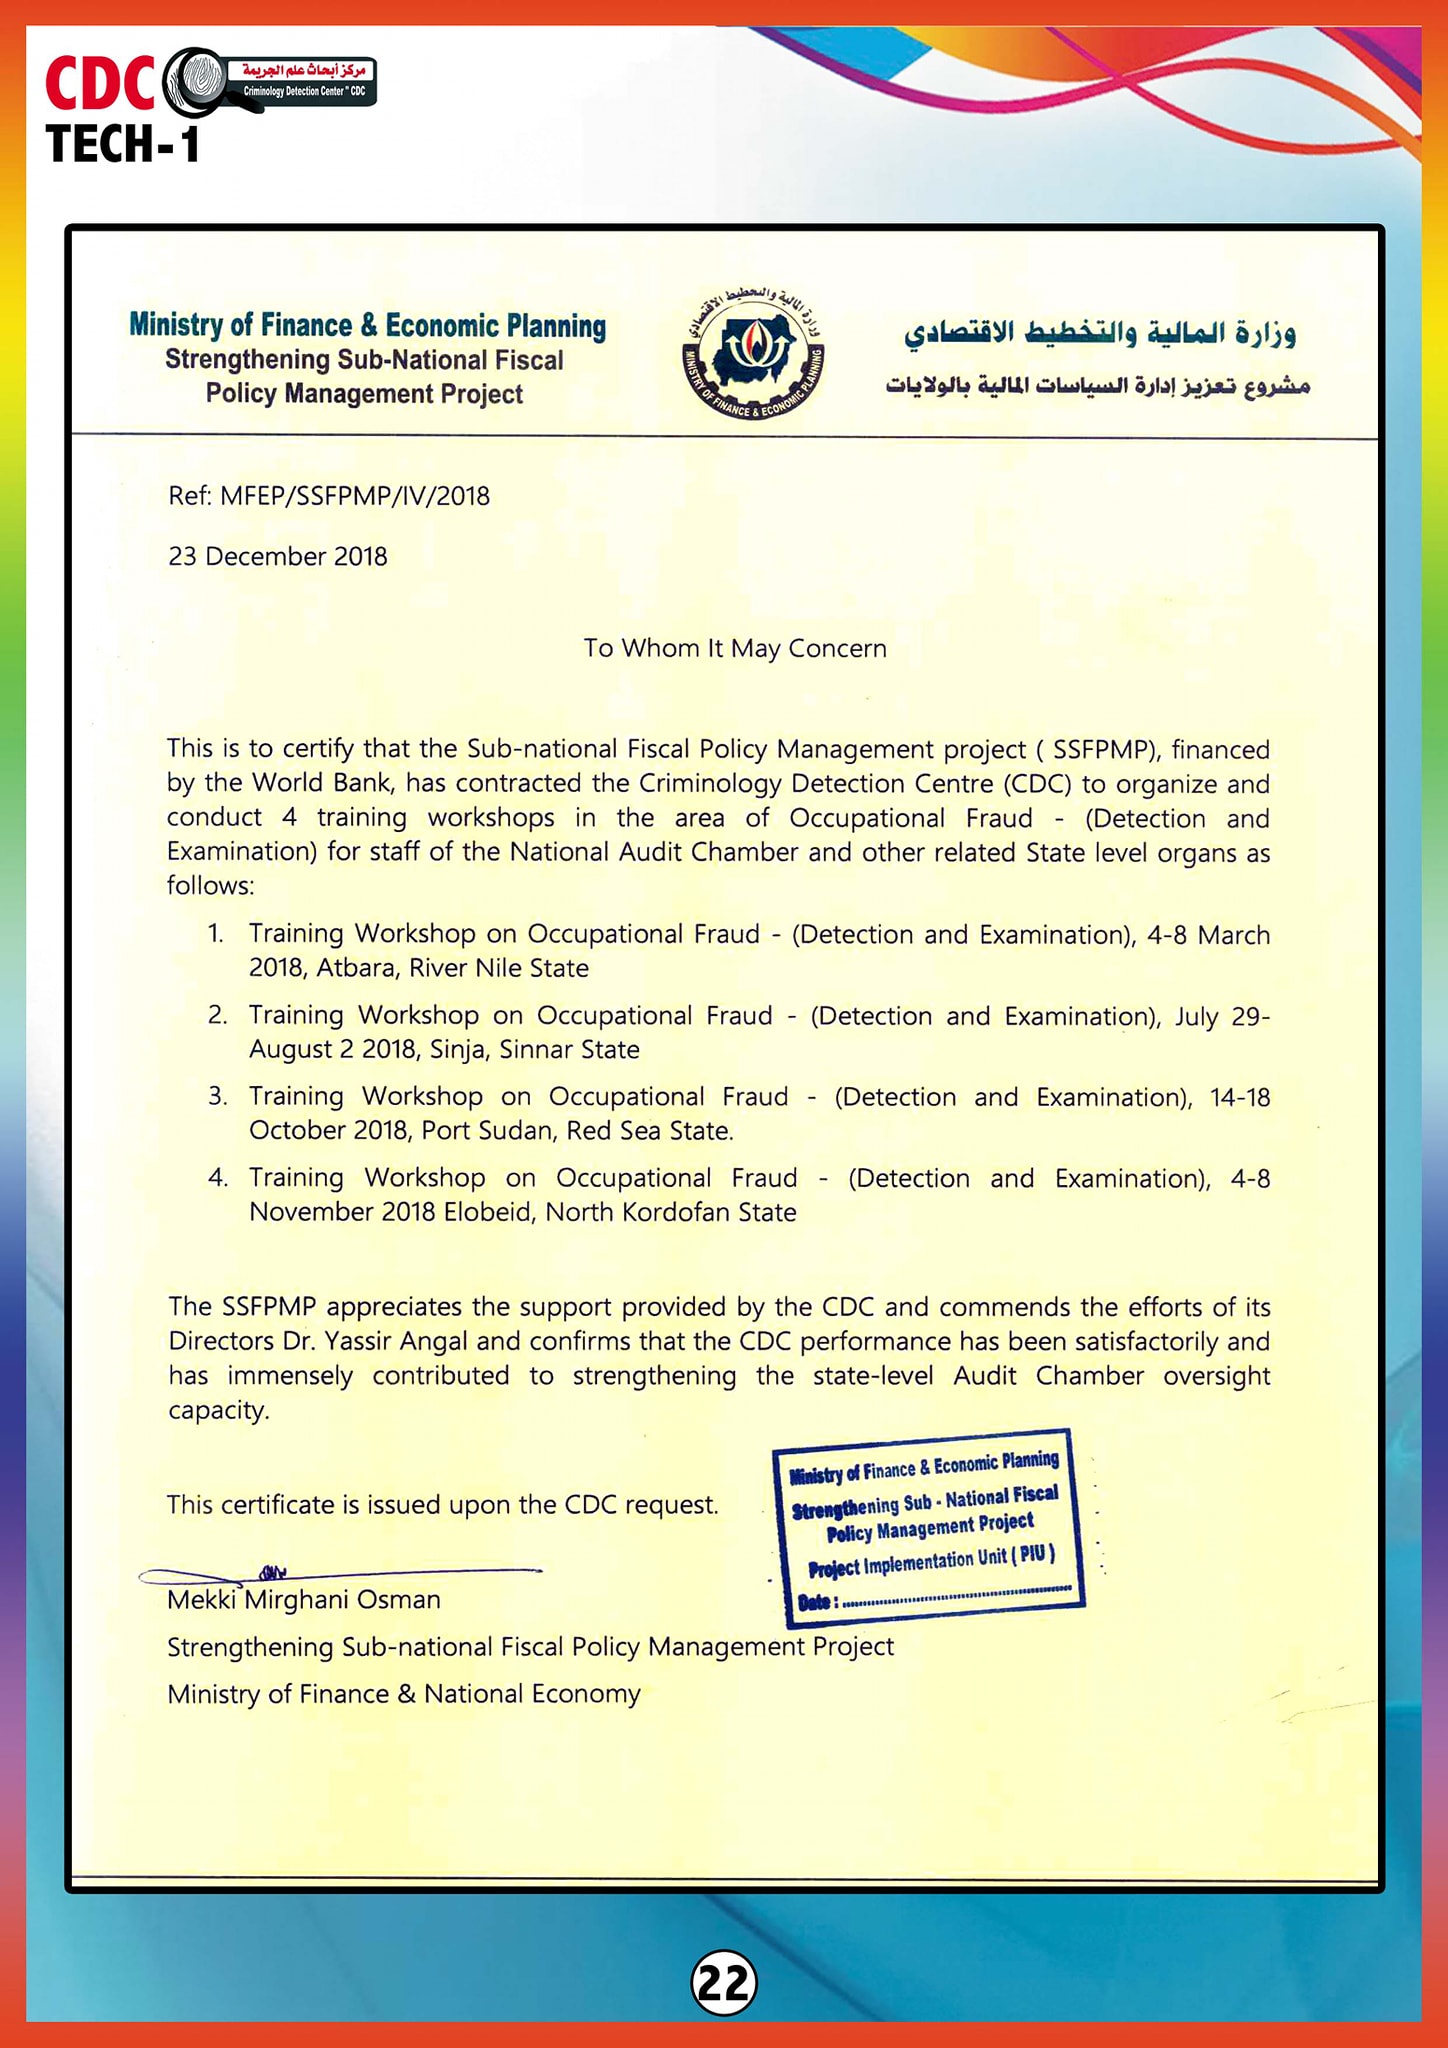 CDC
مركز أبحاث علم الجريمة
Criminology Detection Center " CDC
TECH-1
Ministry of Finance & Economic Planning
Strengthening Sub-National Fiscal
Policy Management Project
وزارة المالية والتخطيط الاقتصادي
MINISTRY OF FINANCE & ECONOMIC PLANNING
وزارة المالية والتخطيط الاقتصادي
مشروع تعزيز إدارة السياسات المالية بالولايات
Ref: MFEP/SSFPMP/IV/2018
23 December 2018
To Whom It May Concern
This is to certify that the Sub-national Fiscal Policy Management project ( SSFPMP), financed
by the World Bank, has contracted the Criminology Detection Centre (CDC) to organize and
conduct 4 training workshops in the area of Occupational Fraud - (Detection and
Examination) for staff of the National Audit Chamber and other related State level organs as
follows:
1. Training Workshop on Occupational Fraud - (Detection and Examination), 4-8 March
2018, Atbara, River Nile State
2. Training Workshop on Occupational Fraud - (Detection and Examination), July 29-
August 2 2018, Sinja, Sinnar State
3. Training Workshop on Occupational Fraud - (Detection and Examination), 14-18
October 2018, Port Sudan, Red Sea State.
4. Training Workshop on Occupational Fraud - (Detection and Examination), 4-8
November 2018 Elobeid, North Kordofan State
The SSFPMP appreciates the support provided by the CDC and commends the efforts of its
Directors Dr. Yassir Angal and confirms that the CDC performance has been satisfactorily and
has immensely contributed to strengthening the state-level Audit Chamber oversight
capacity.
This certificate is issued upon the CDC request.
Ministry of Finance & Economic Planning
Strengthening Sub - National Fiscal
Policy Management Project
Project Implementation Unit ( PIU )
Date : ..........................................
Mekki Mirghani Osman
Strengthening Sub-national Fiscal Policy Management Project
Ministry of Finance & National Economy
22